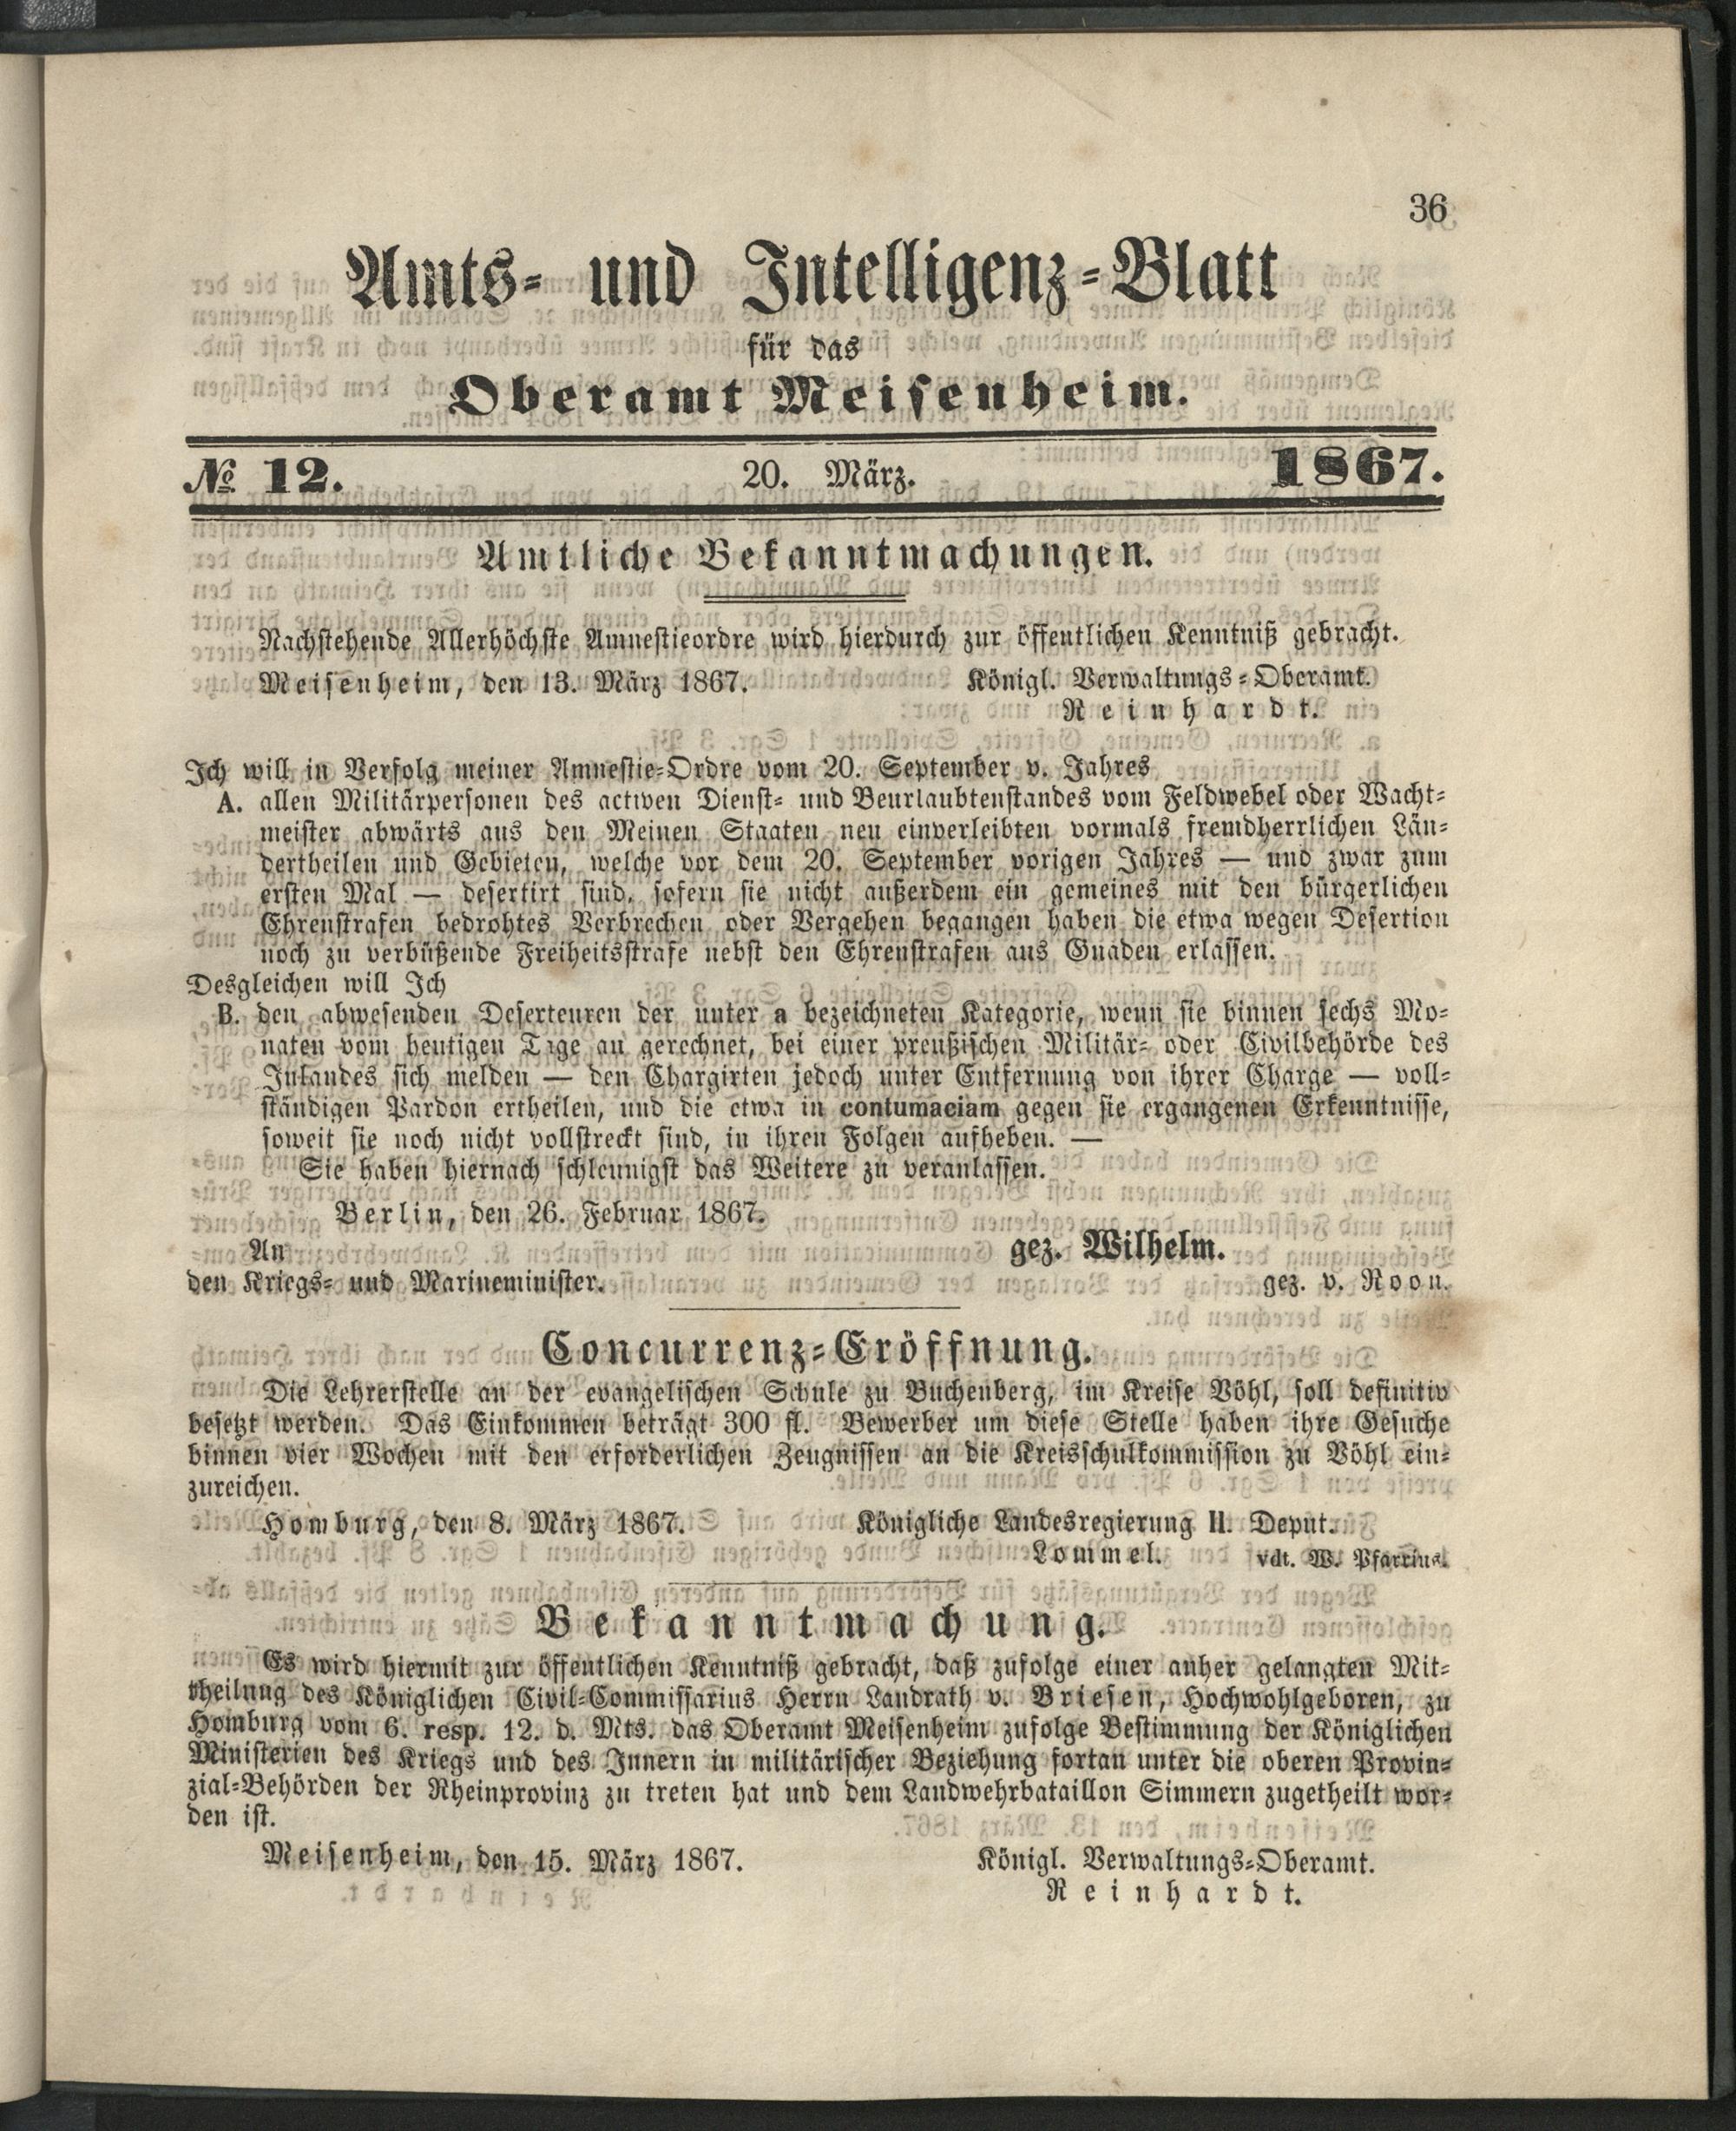 36
Amts- und Intelligenz-Blatt
für das
Oberamt Meisenheim.
№ 12. 20. März. 1867.
Amtliche Bekanntmachungen.
Nachstehende Allerhöchste Amnestieordre wird hierdurch zur öffentlichen Kenntniß gebracht.
Meisenheim, den 13. März 1867. Königl. Verwaltungs-Oberamt.
Reinhardt.
Ich will in Verfolg meiner Amnestie-Ordre vom 20. September v. Jahres
A. allen Militärpersonen des activen Dienst- und Beurlaubtenstandes vom Feldwebel oder Wacht-
meister abwärts aus den Meinen Staaten neu einverleibten vormals fremdherrlichen Län-
dertheilen und Gebieten, welche vor dem 20. September vorigen Jahres — und zwar zum
ersten Mal — desertirt sind, sofern sie nicht außerdem ein gemeines mit den bürgerlichen
Ehrenstrafen bedrohtes Verbrechen oder Vergehen begangen haben die etwa wegen Desertion
noch zu verbüßende Freiheitsstrafe nebst den Ehrenstrafen aus Gnaden erlassen.
Desgleichen will Ich
B. den abwesenden Deserteuren der unter a bezeichneten Kategorie, wenn sie binnen sechs Mo-
naten vom heutigen Tage an gerechnet, bei einer preußischen Militär- oder Civilbehörde des
Inlandes sich melden — den Chargirten jedoch unter Entfernung von ihrer Charge — voll-
ständigen Pardon ertheilen, und die etwa in contumaciam gegen sie ergangenen Erkenntnisse,
soweit sie noch nicht vollstreckt sind, in ihren Folgen aufheben. —
Sie haben hiernach schleunigst das Weitere zu veranlassen.
Berlin, den 26. Februar 1867.
An gez. Wilhelm.
den Kriegs- und Marineminister. gez. v. Roon.
Concurrenz-Eröffnung.
Die Lehrerstelle an der evangelischen Schule zu Buchenberg, im Kreise Vöhl, soll definitiv
besetzt werden. Das Einkommen beträgt 300 fl. Bewerber um diese Stelle haben ihre Gesuche
binnen vier Wochen mit den erforderlichen Zeugnissen an die Kreisschulkommission zu Vöhl ein-
zureichen.
Homburg, den 8. März 1867. Königliche Landesregierung II. Deput.
Lommel. vdt. W. Pfarrius.
Bekanntmachung.
Es wird hiermit zur öffentlichen Kenntniß gebracht, daß zufolge einer anher gelangten Mit-
theilung des Königlichen Civil-Commissarius Herrn Landrath v. Briesen, Hochwohlgeboren, zu
Homburg vom 6. resp. 12. d. Mts. das Oberamt Meisenheim zufolge Bestimmung der Königlichen
Ministerien des Kriegs und des Innern in militärischer Beziehung fortan unter die oberen Provin-
zial-Behörden der Rheinprovinz zu treten hat und dem Landwehrbataillon Simmern zugetheilt wor-
den ist.
Meisenheim, den 15. März 1867. Königl. Verwaltungs-Oberamt.
Reinhardt.